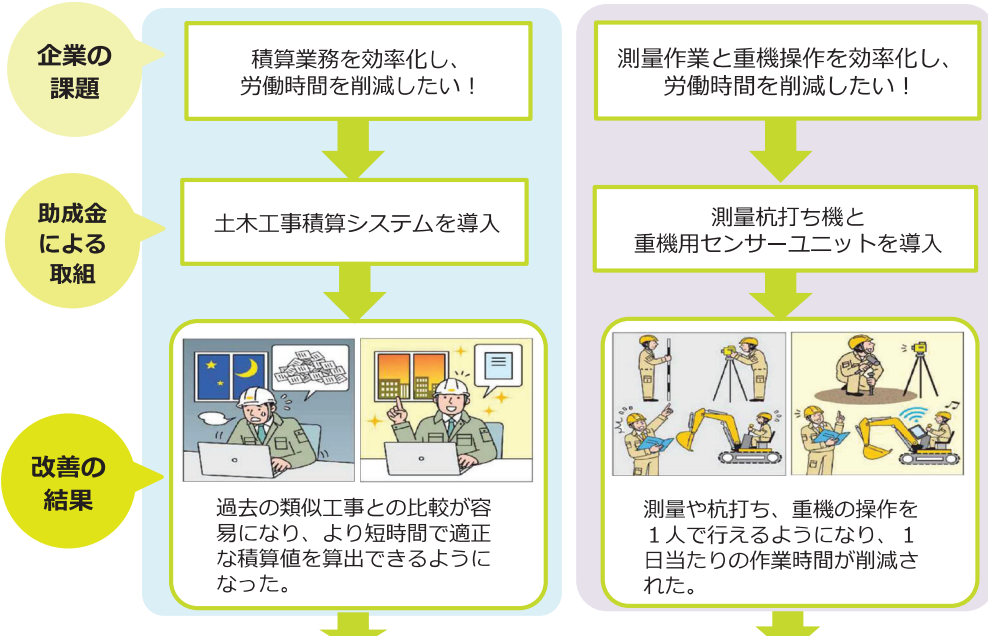 企業の
課題
積算業務を効率化し、
労働時間を削減したい！
測量作業と重機操作を効率化し、
労働時間を削減したい！
助成金
による
取組
土木工事積算システムを導入
測量杭打ち機と
重機用センサーユニットを導入
改善の
結果
過去の類似工事との比較が容
易になり、より短時間で適正
な積算値を算出できるように
なった。
測量や杭打ち、重機の操作を
１人で行えるようになり、１
日当たりの作業時間が削減さ
れた。